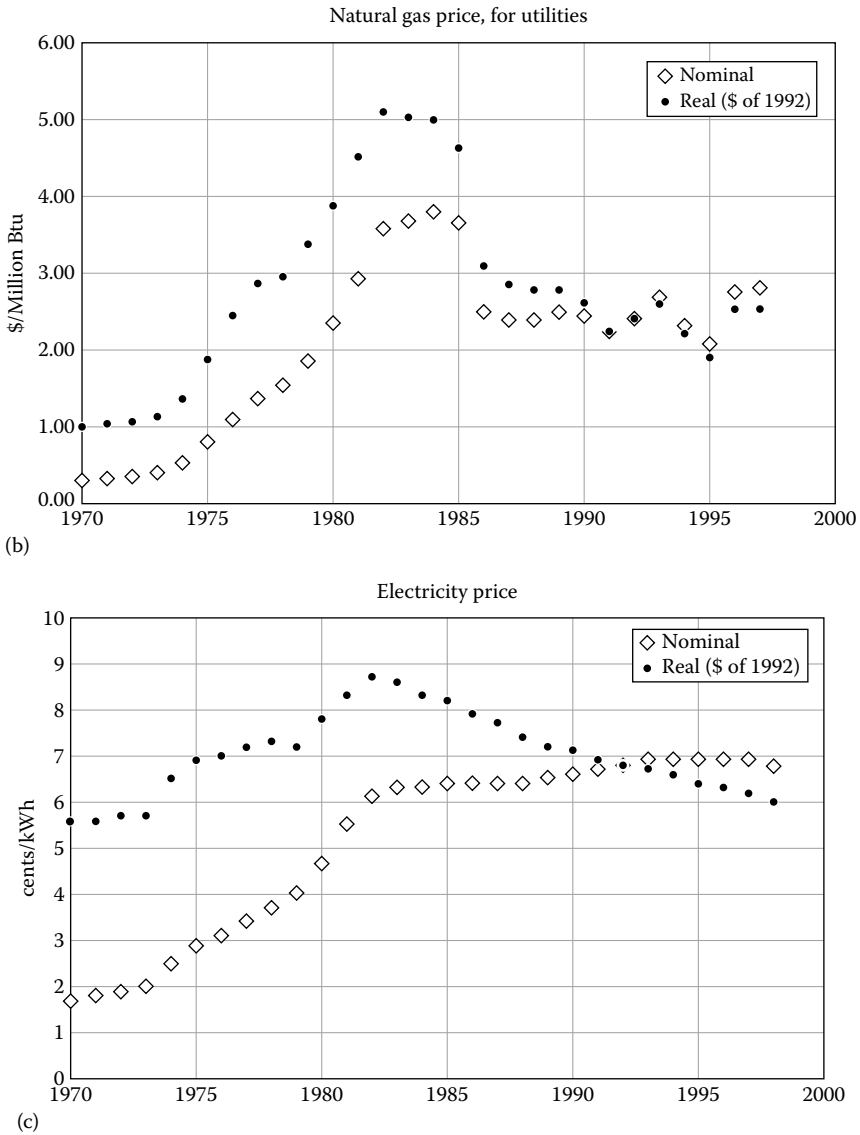 Natural gas price, for utilities
6.00
Nominal
Real ($ of 1992)
5.00
4.00
3.00
2.00
1.00
0.00
$/Million Btu
1970 1975 1980 1985 1990 1995 2000
(b)
Electricity price
10
Nominal
Real ($ of 1992)
9
8
7
6
5
4
3
2
1
0
cents/kWh
1970 1975 1980 1985 1990 1995 2000
(c)